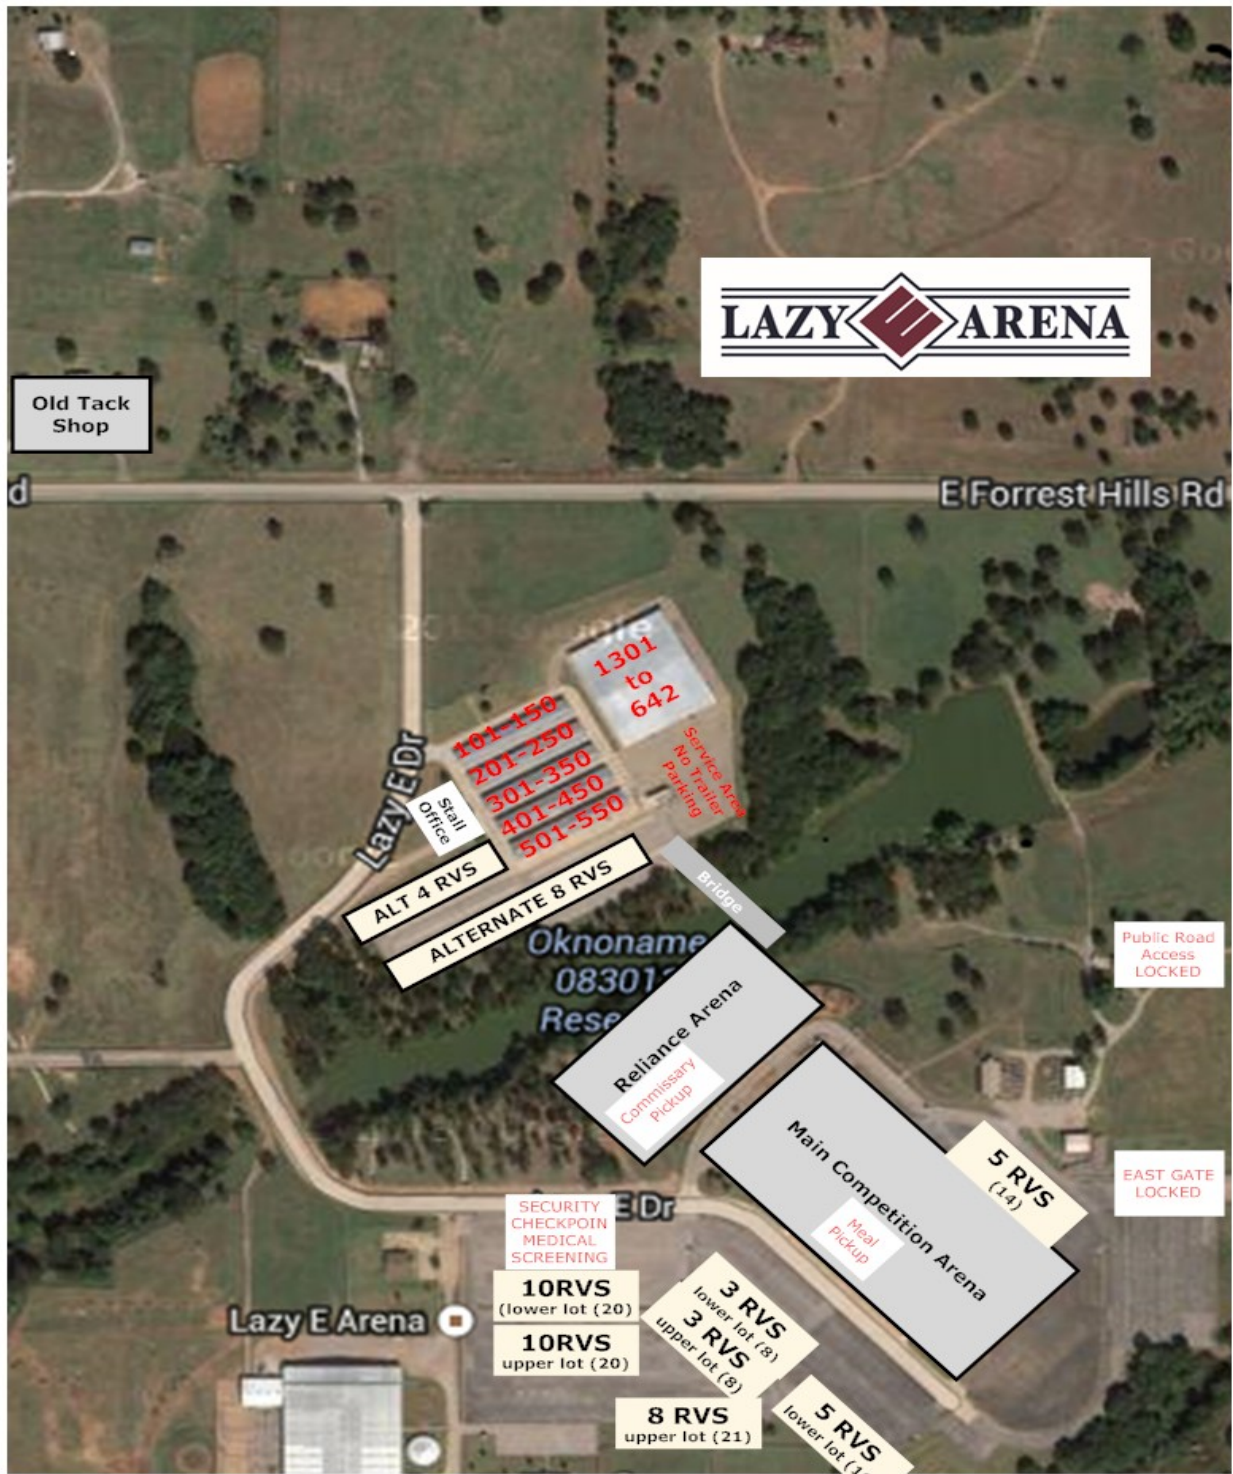 LAZY E ARENA
Old Tack
Shop
d
E Forrest Hills Rd
1301
to
642
101-150
201-250
301-350
401-450
501-550
Service Area
No Trailer
Parking
Lazy E Dr
Stall
Office
ALT 4 RVS
ALTERNATE 8 RVS
Bridge
Oknoname
08301
Rese
Public Road
Access
LOCKED
Reliance Arena
Commissary
Pickup
Main Competition Arena
Meal
Pickup
5 RVS
(14)
EAST GATE
LOCKED
E Dr
SECURITY
CHECKPOIN
MEDICAL
SCREENING
10RVS
(lower lot (20)
10RVS
upper lot (20)
3 RVS
lower lot (8)
3 RVS
upper lot (8)
Lazy E Arena
8 RVS
upper lot (21)
5 RVS
lower lot